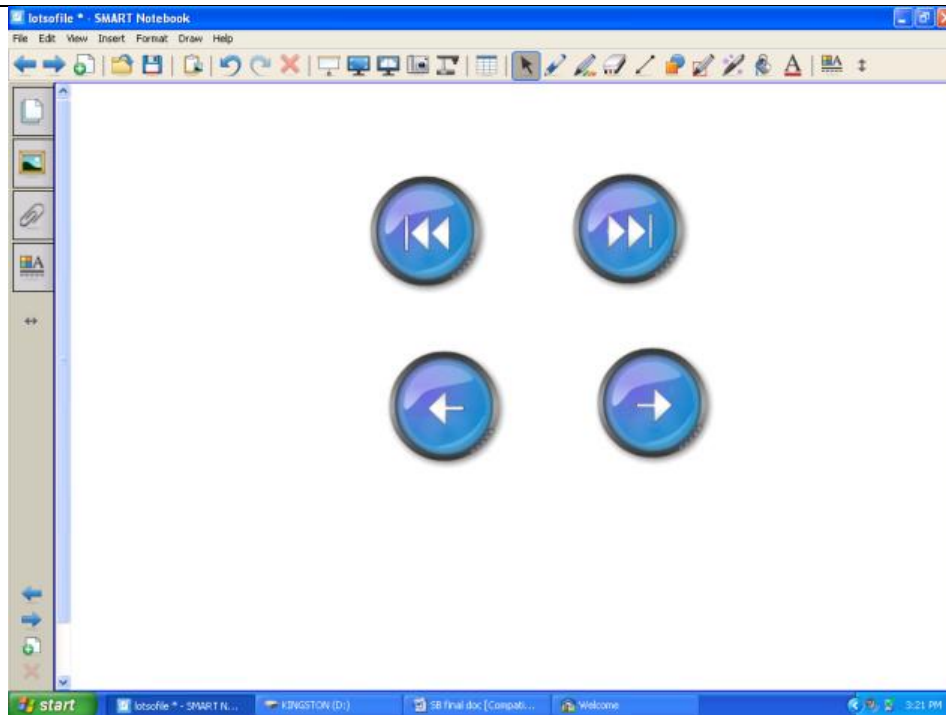 lotsofile * - SMART Notebook
File Edit View Insert Format Draw Help
A
A
A
start
lotsofile * - SMART N...
KINGSTON (D:)
SB final doc [Compati...
Welcome
3:21 PM